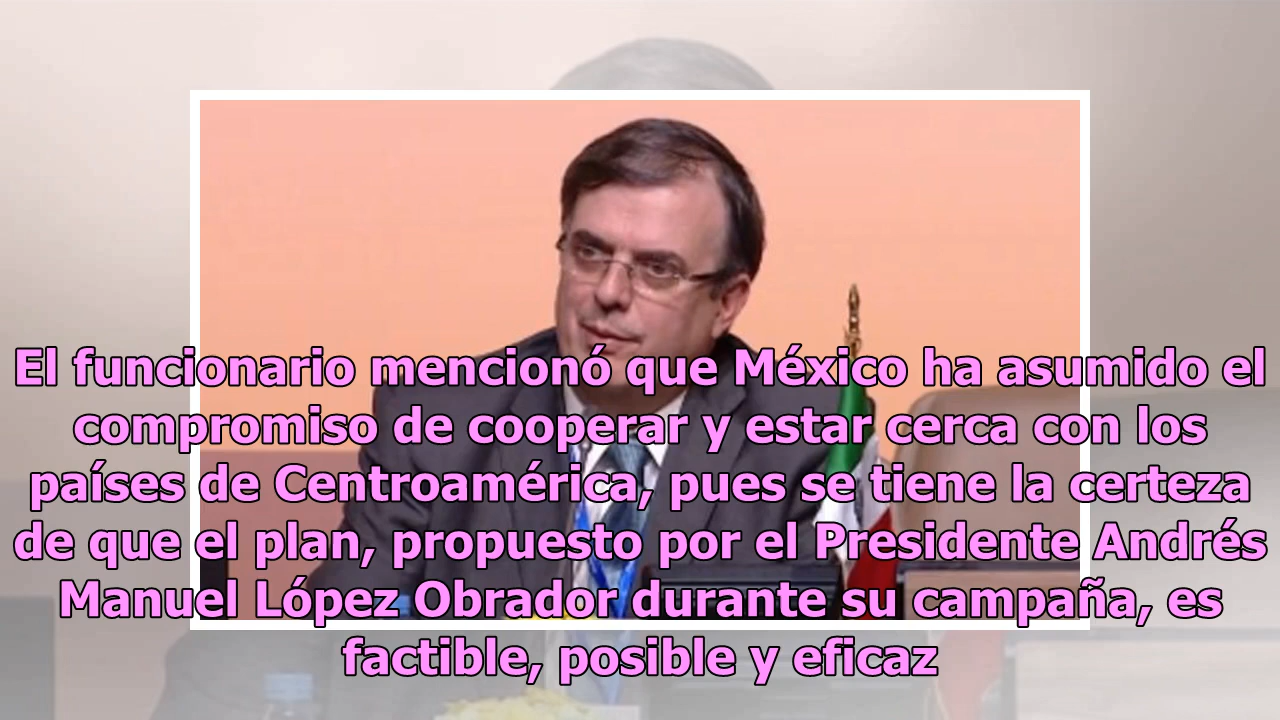 El funcionario mencionó que México ha asumido el
compromiso de cooperar y estar cerca con los
países de Centroamérica, pues se tiene la certeza
de que el plan, propuesto por el Presidente Andrés
Manuel López Obrador durante su campaña, es
factible, posible y eficaz